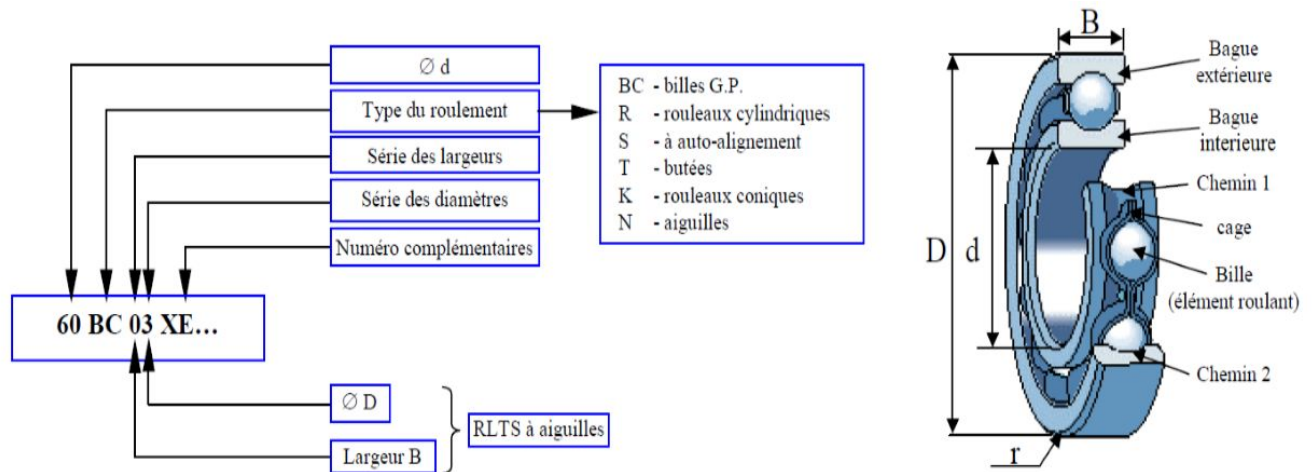 Ø d
Type du roulement
Série des largeurs
Série des diamètres
Numéro complémentaires
60 BC 03 XE...
Ø D
Largeur B
RLTS à aiguilles
BC - billes G.P.
R - rouleaux cylindriques
S - à auto-alignement
T - butées
K - rouleaux coniques
N - aiguilles
B
D
d
r
Bague
extérieure
Bague
interieure
Chemin 1
cage
Bille
(élément roulant)
Chemin 2